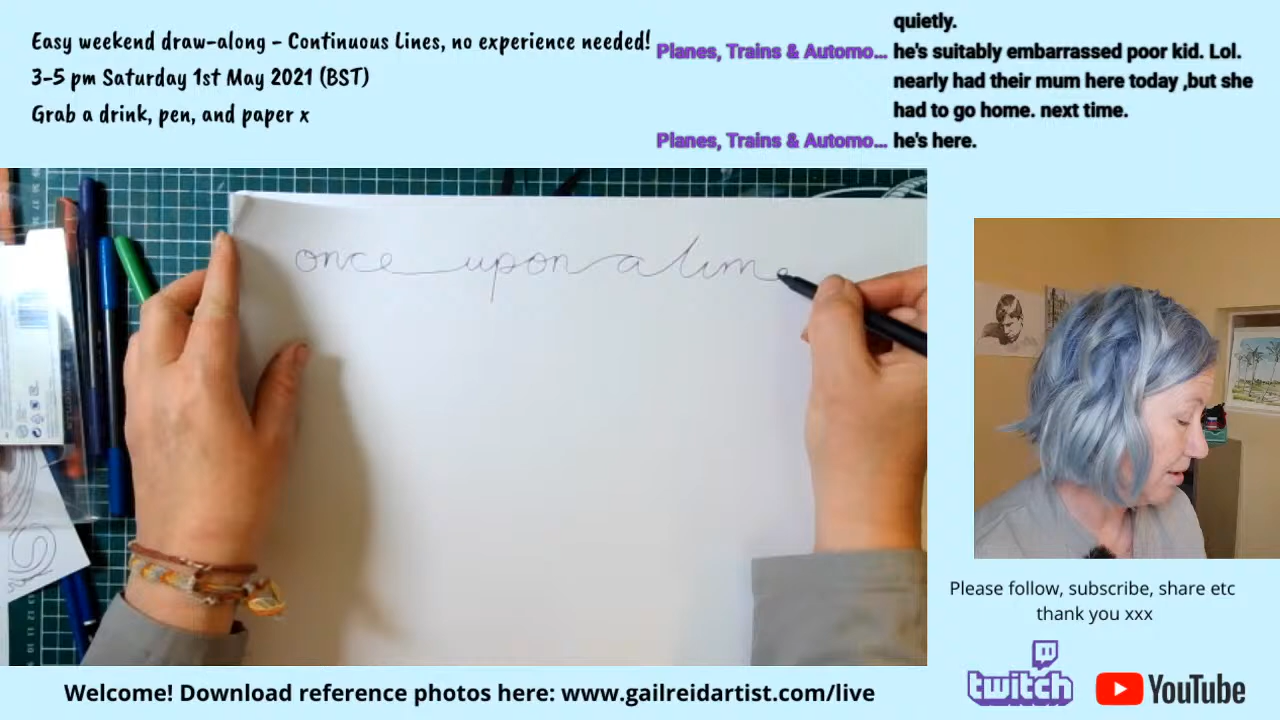 Easy weekend draw-along - Continuous Lines, no experience needed!
3-5 pm Saturday 1st May 2021 (BST)
Grab a drink, pen, and paper x
quietly.
Planes, Trains & Automo... he's suitably embarrassed poor kid. Lol.
nearly had their mum here today ,but she
had to go home. next time.
Planes, Trains & Automo... he's here.
once upon a time
Please follow, subscribe, share etc
thank you xxx
twitch
YouTube
Welcome! Download reference photos here: www.gailreidartist.com/live